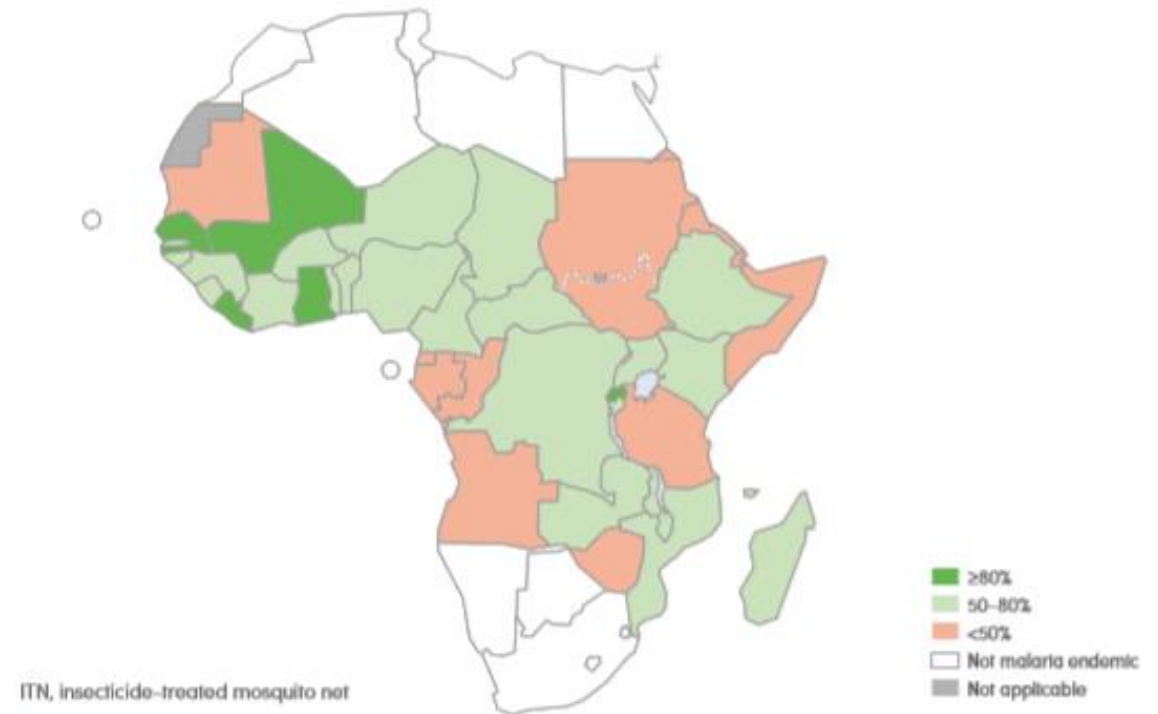 ≥80%
50–80%
<50%
Not malaria endemic
Not applicable
ITN, insecticide-treated mosquito net